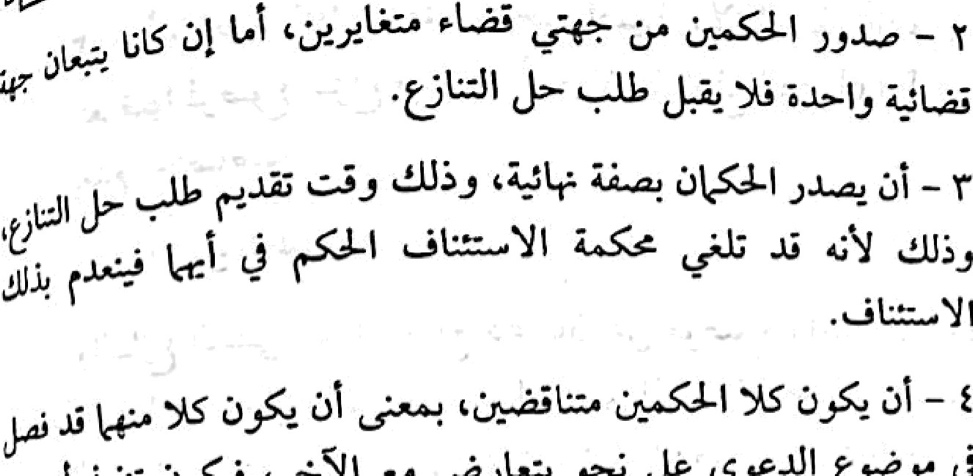 ٢ - صدور الحكمين من جهتي قضاء متغايرين، أما إن كانا يتبعان جهة
قضائية واحدة فلا يقبل طلب حل التنازع.
٣ - أن يصدر الحكمان بصفة نهائية، وذلك وقت تقديم طلب حل التنازع،
وذلك لأنه قد تلغي محكمة الاستئناف الحكم في أيهما فينعدم بذلك
الاستئناف.
٤ - أن يكون كلا الحكمين متناقضين، بمعنى أن يكون كلا منهما قد فصل
في موضوع الدعوى على نحو يتعارض مع الآخر،